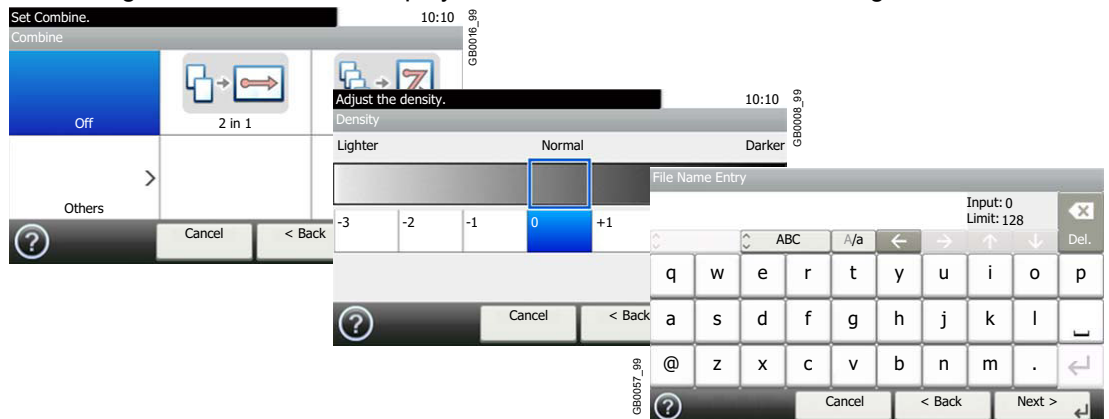 Set Combine. 10:10
Combine
Off
2 in 1
Others
Cancel
< Back
GB0016_99
Adjust the density. 10:10
Density
Lighter Normal Darker
-3 -2 -1 0 +1
Cancel
< Back
GB0008_99
File Name Entry
Input: 0
Limit: 128
ABC A/a Del.
q w e r t y u i o p
a s d f g h j k l
@ z x c v b n m .
Cancel
< Back
Next >
GB0057_99